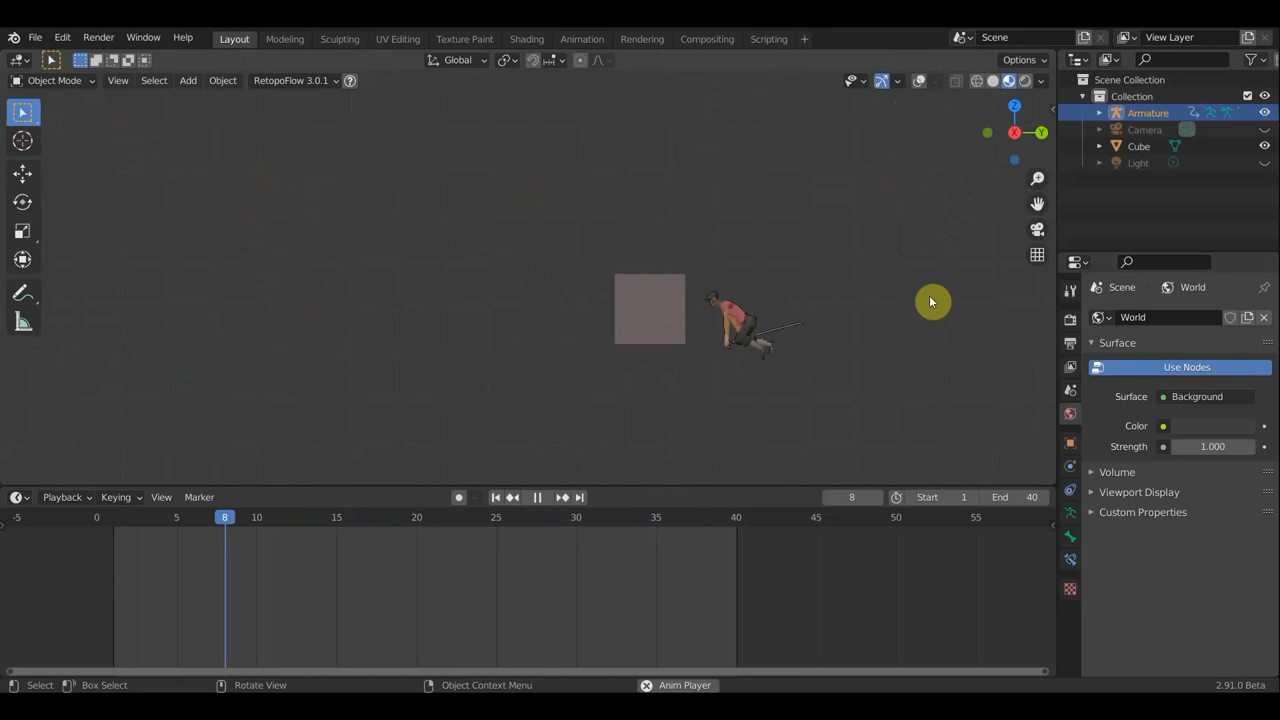 File Edit Render Window Help Layout Modeling Sculpting UV Editing Texture Paint Shading Animation Rendering Compositing Scripting + Scene View Layer
Global Options
Object Mode View Select Add Object RetopoFlow 3.0.1 ?
Scene Collection
Collection
Armature
Camera
Cube
Light
Z
X Y
Scene World
World
Surface
Use Nodes
Surface Background
Color
Strength 1.000
Volume
Viewport Display
Custom Properties
Playback Keying View Marker 8 Start 1 End 40
-5 0 5 8 10 15 20 25 30 35 40 45 50 55
Select Box Select Rotate View Object Context Menu Anim Player 2.91.0 Beta